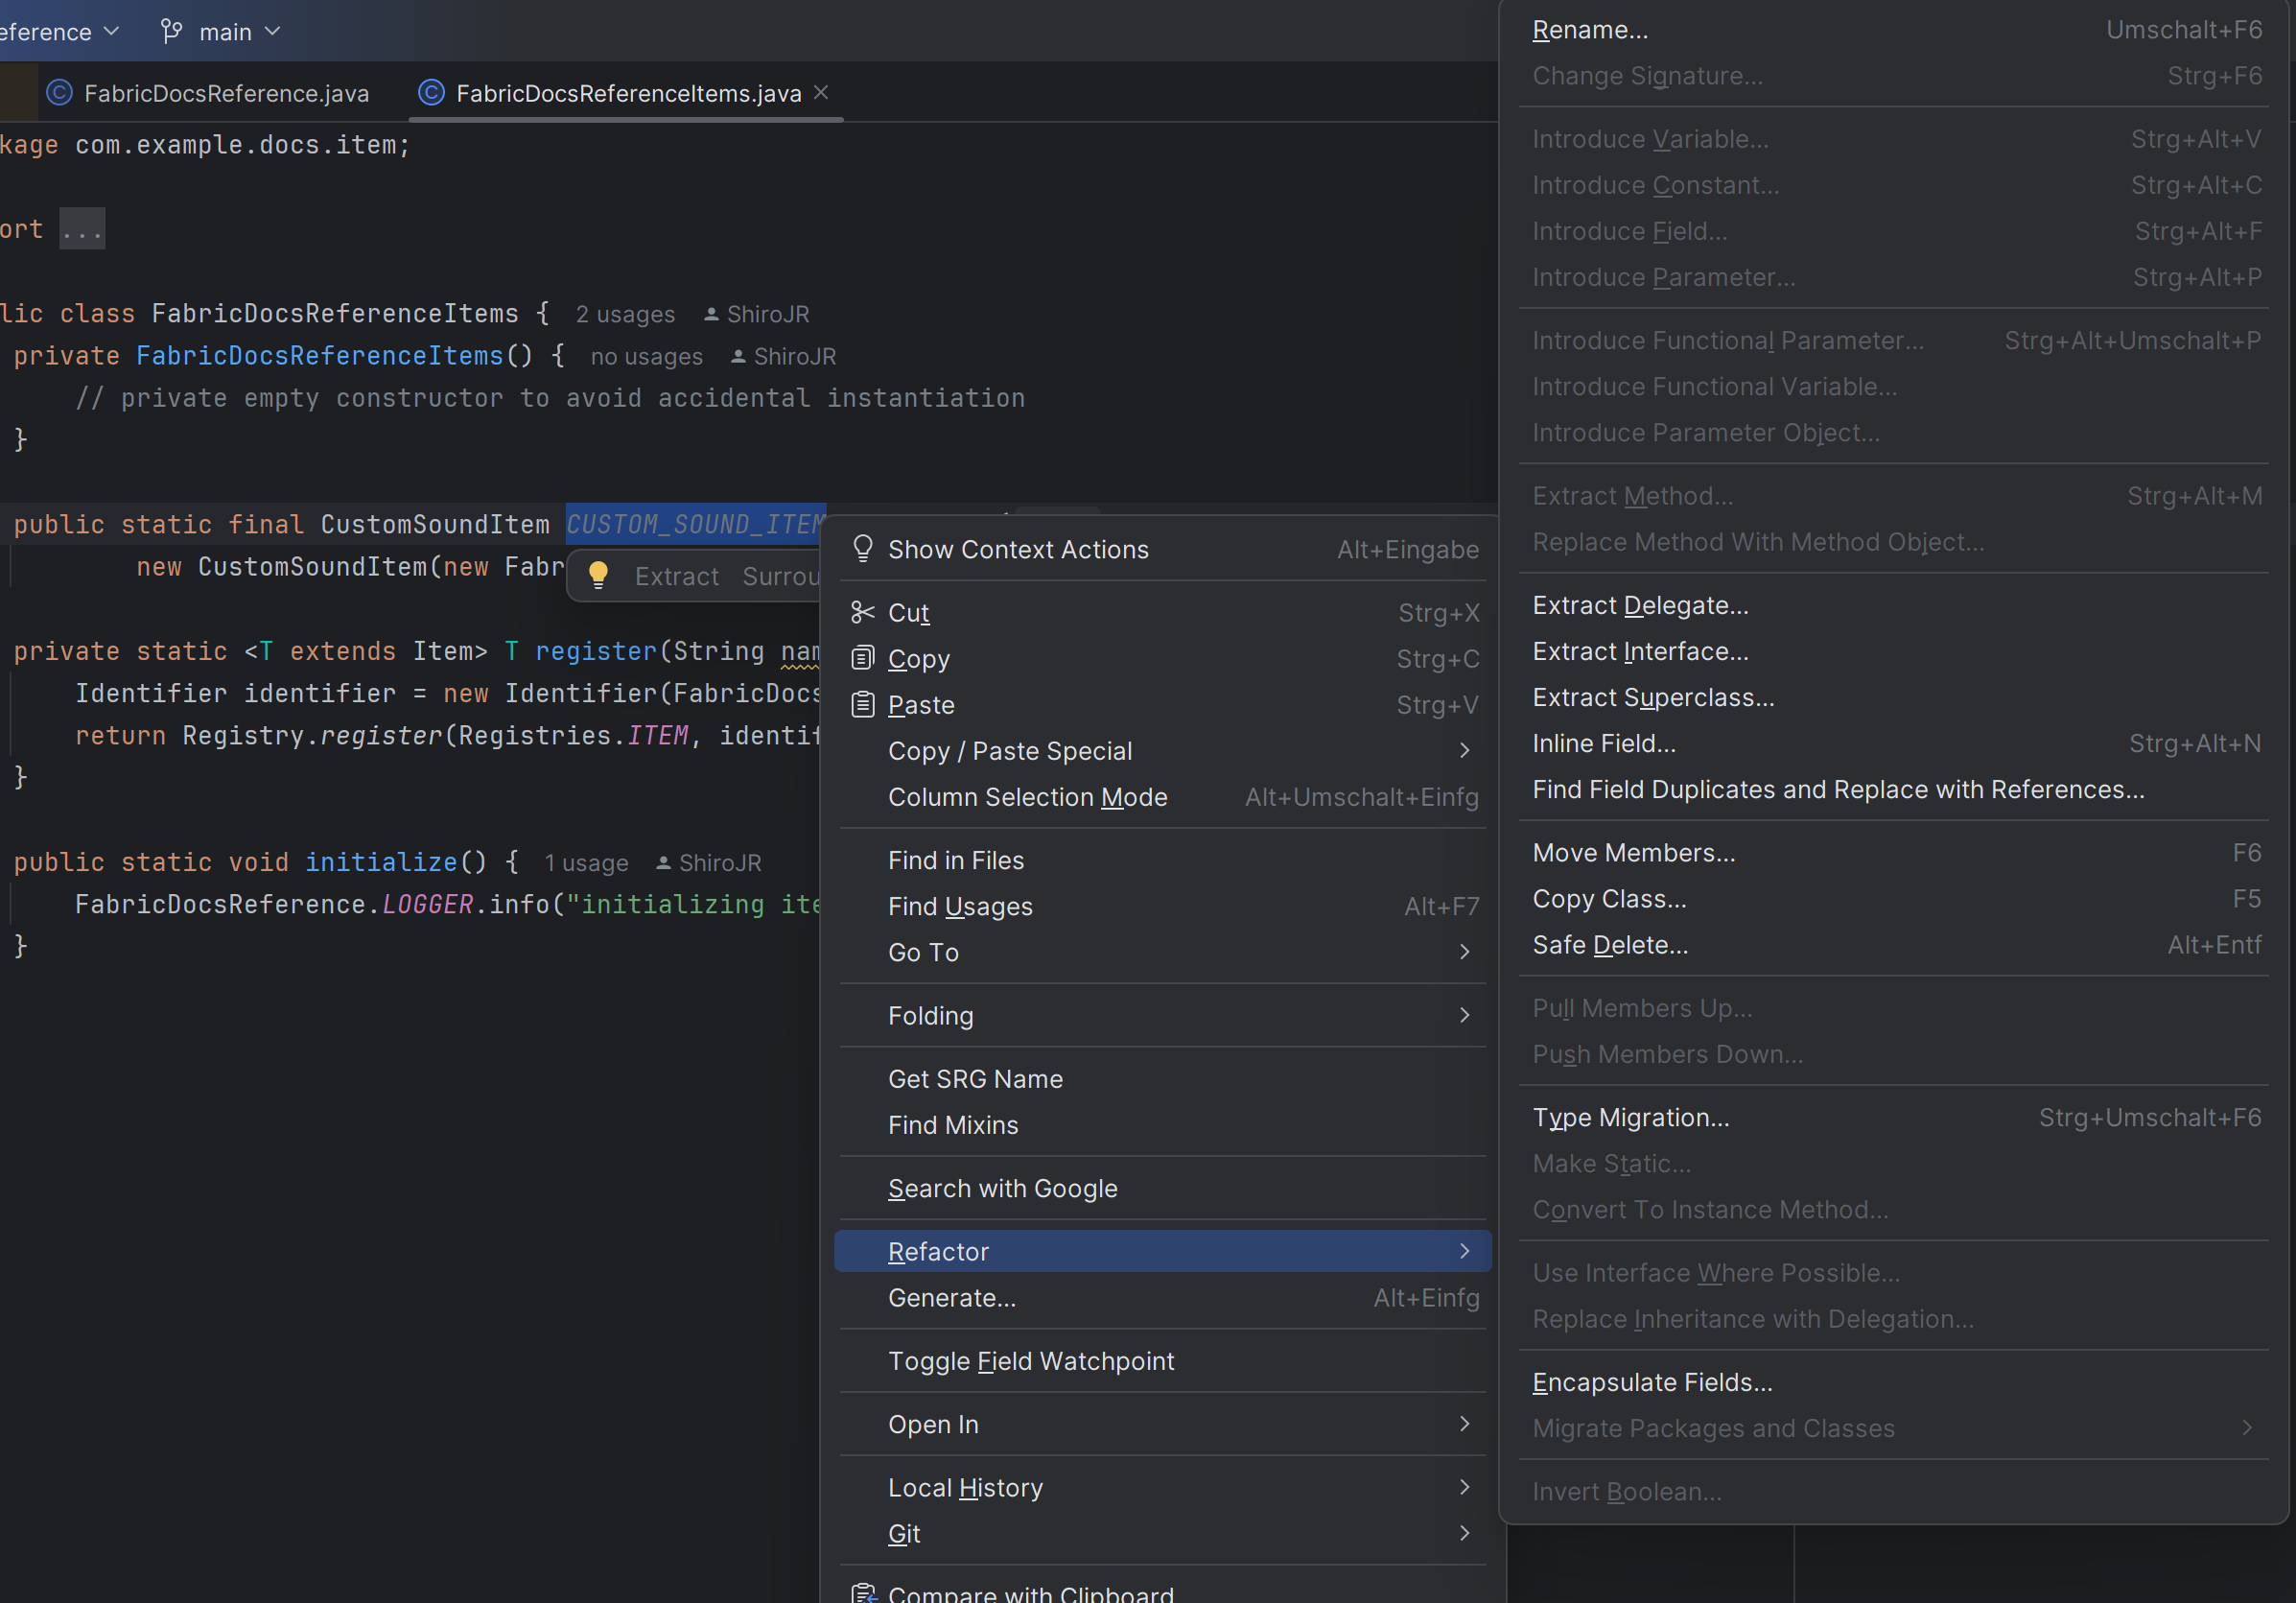 eference main
FabricDocsReference.java FabricDocsReferenceItems.java
kage com.example.docs.item;
ort ...
lic class FabricDocsReferenceItems { 2 usages ShiroJR
private FabricDocsReferenceItems() { no usages ShiroJR
// private empty constructor to avoid accidental instantiation
}
public static final CustomSoundItem CUSTOM_SOUND_ITEM
new CustomSoundItem(new Fabr
Extract Surrou
private static <T extends Item> T register(String nam
Identifier identifier = new Identifier(FabricDocs
return Registry.register(Registries.ITEM, identif
}
public static void initialize() { 1 usage ShiroJR
FabricDocsReference.LOGGER.info("initializing ite
}
Show Context Actions Alt+Eingabe
Cut Strg+X
Copy Strg+C
Paste Strg+V
Copy / Paste Special
Column Selection Mode Alt+Umschalt+Einfg
Find in Files
Find Usages Alt+F7
Go To
Folding
Get SRG Name
Find Mixins
Search with Google
Refactor
Generate... Alt+Einfg
Toggle Field Watchpoint
Open In
Local History
Git
Compare with Clipboard
Rename... Umschalt+F6
Change Signature... Strg+F6
Introduce Variable... Strg+Alt+V
Introduce Constant... Strg+Alt+C
Introduce Field... Strg+Alt+F
Introduce Parameter... Strg+Alt+P
Introduce Functional Parameter... Strg+Alt+Umschalt+P
Introduce Functional Variable...
Introduce Parameter Object...
Extract Method... Strg+Alt+M
Replace Method With Method Object...
Extract Delegate...
Extract Interface...
Extract Superclass...
Inline Field... Strg+Alt+N
Find Field Duplicates and Replace with References...
Move Members... F6
Copy Class... F5
Safe Delete... Alt+Entf
Pull Members Up...
Push Members Down...
Type Migration... Strg+Umschalt+F6
Make Static...
Convert To Instance Method...
Use Interface Where Possible...
Replace Inheritance with Delegation...
Encapsulate Fields...
Migrate Packages and Classes
Invert Boolean...